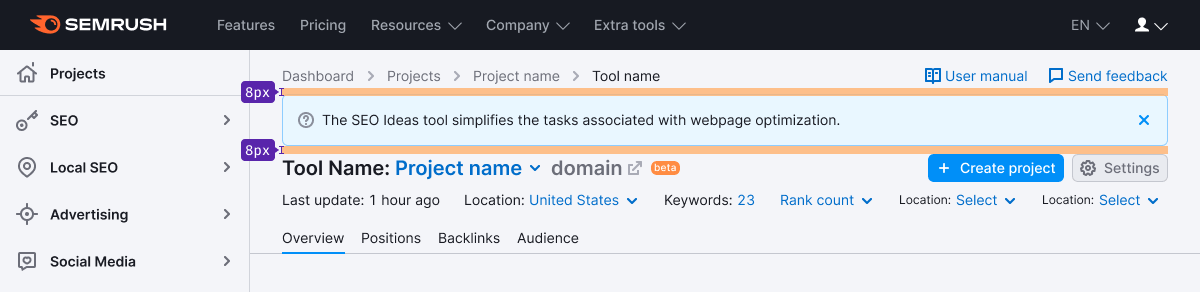 SEMRUSH Features Pricing Resources Company Extra tools EN
Projects
SEO
Local SEO
Advertising
Social Media
Dashboard Projects Project name Tool name User manual Send feedback
8px
The SEO Ideas tool simplifies the tasks associated with webpage optimization.
8px
Tool Name: Project name domain beta + Create project Settings
Last update: 1 hour ago Location: United States Keywords: 23 Rank count Location: Select Location: Select
Overview Positions Backlinks Audience